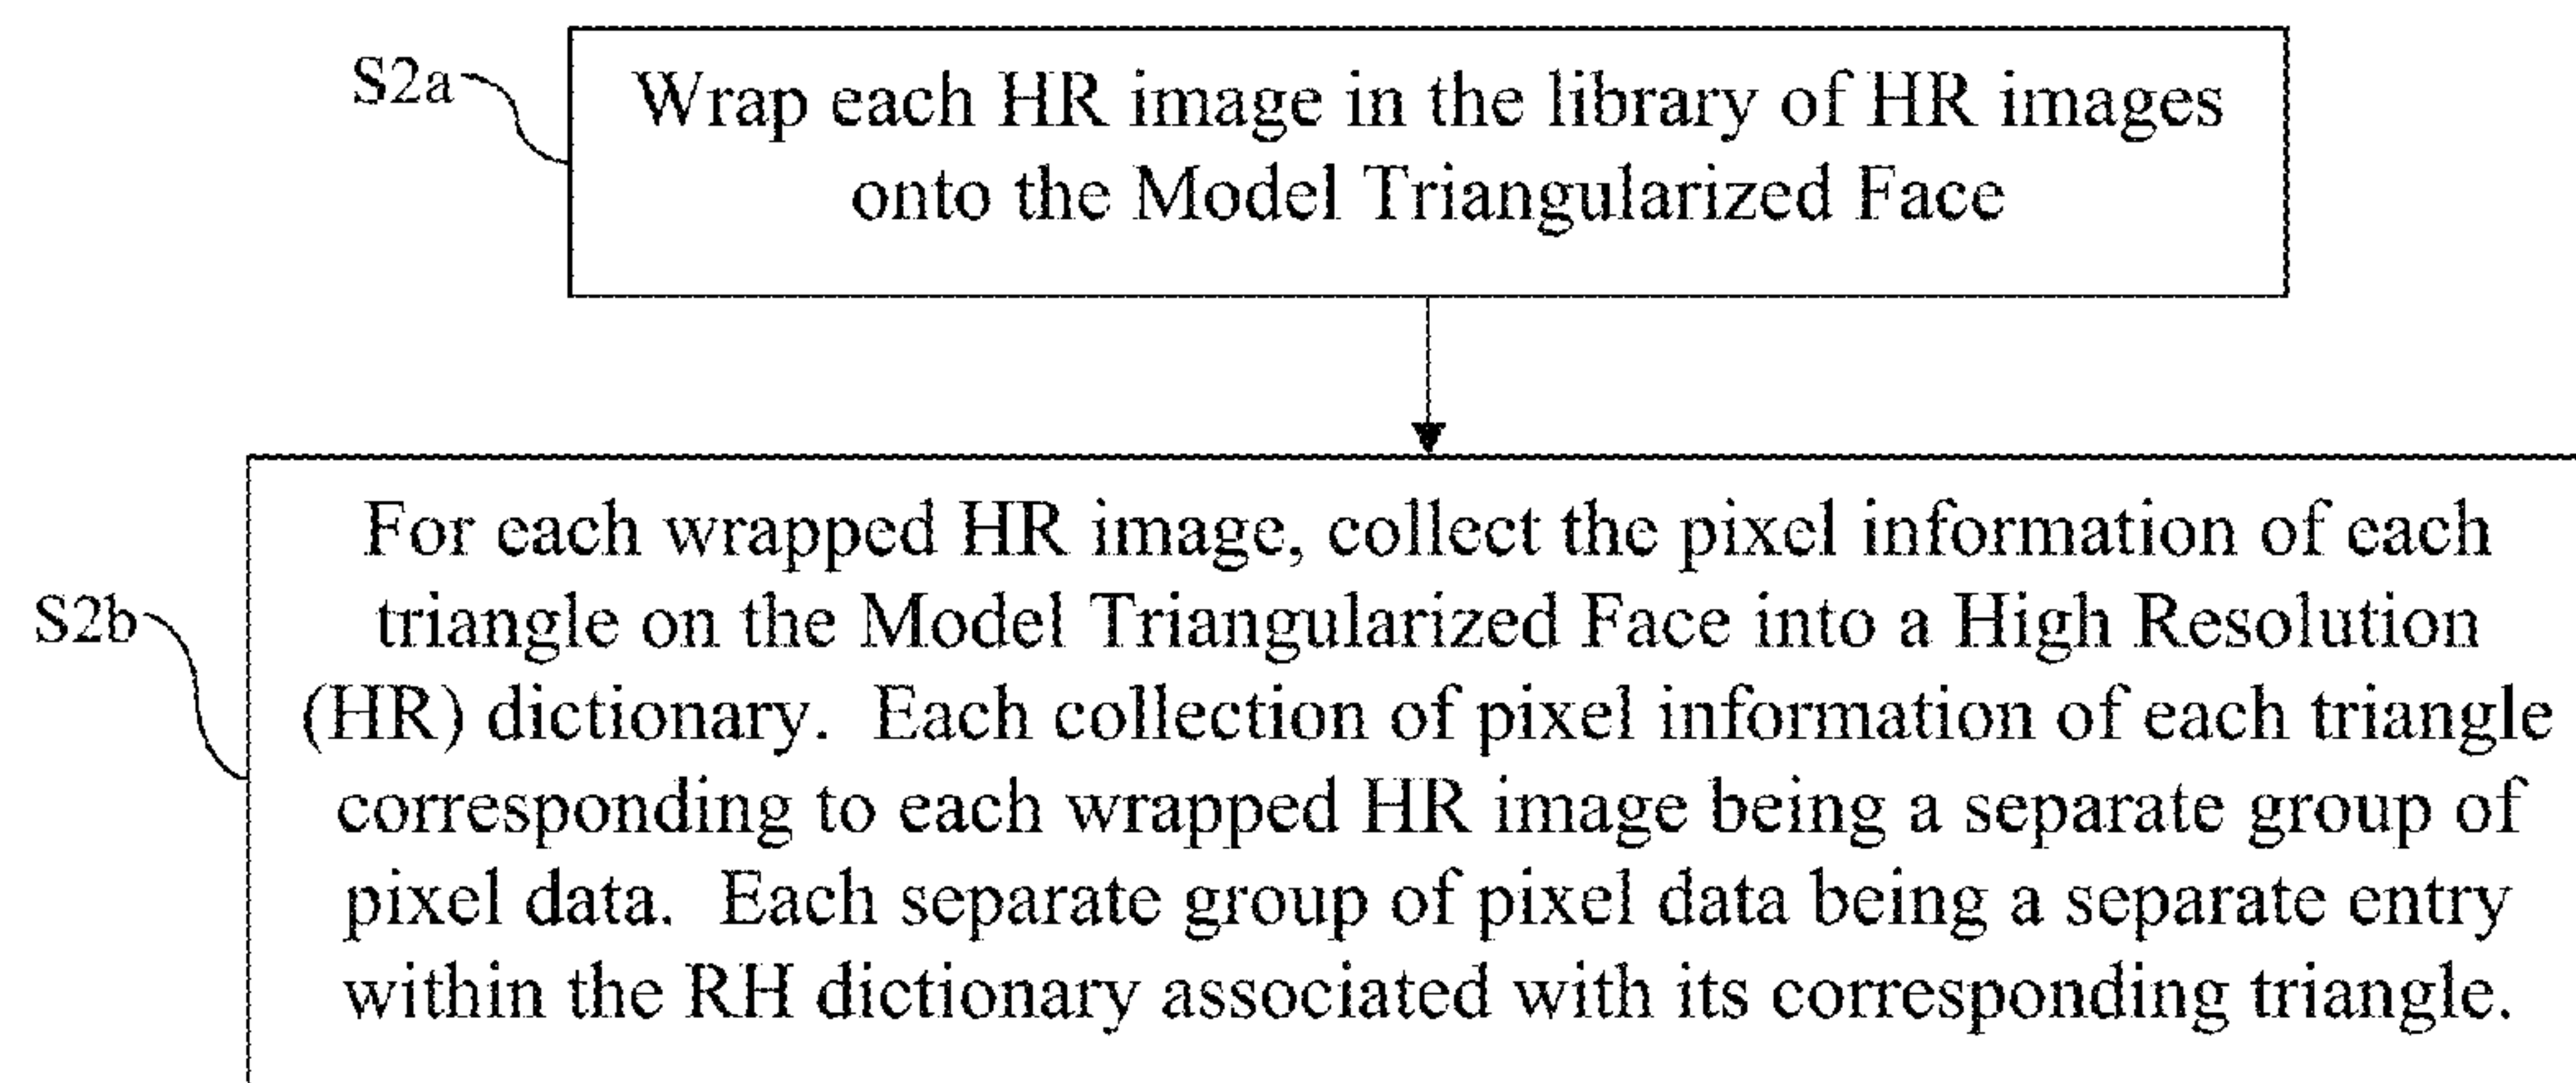 S2a
Wrap each HR image in the library of HR images
onto the Model Triangularized Face
S2b
For each wrapped HR image, collect the pixel information of each
triangle on the Model Triangularized Face into a High Resolution
(HR) dictionary. Each collection of pixel information of each triangle
corresponding to each wrapped HR image being a separate group of
pixel data. Each separate group of pixel data being a separate entry
within the RH dictionary associated with its corresponding triangle.